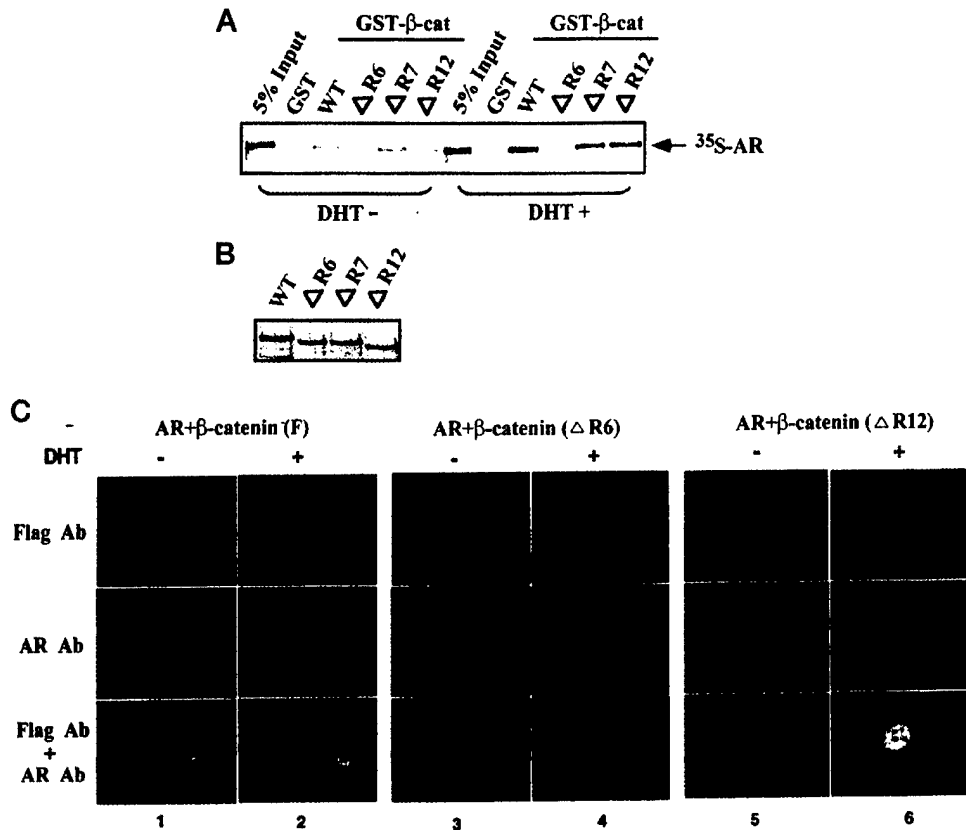 A
GST-β-cat GST-β-cat
5% Input GST WT △R6 △R7 △R12 5% Input GST WT △R6 △R7 △R12
35S-AR
DHT - DHT +
B
WT △R6 △R7 △R12
C
- AR+β-catenin (F) AR+β-catenin (△R6) AR+β-catenin (△R12)
DHT - + - + - +
Flag Ab
AR Ab
Flag Ab
+
AR Ab
1 2 3 4 5 6